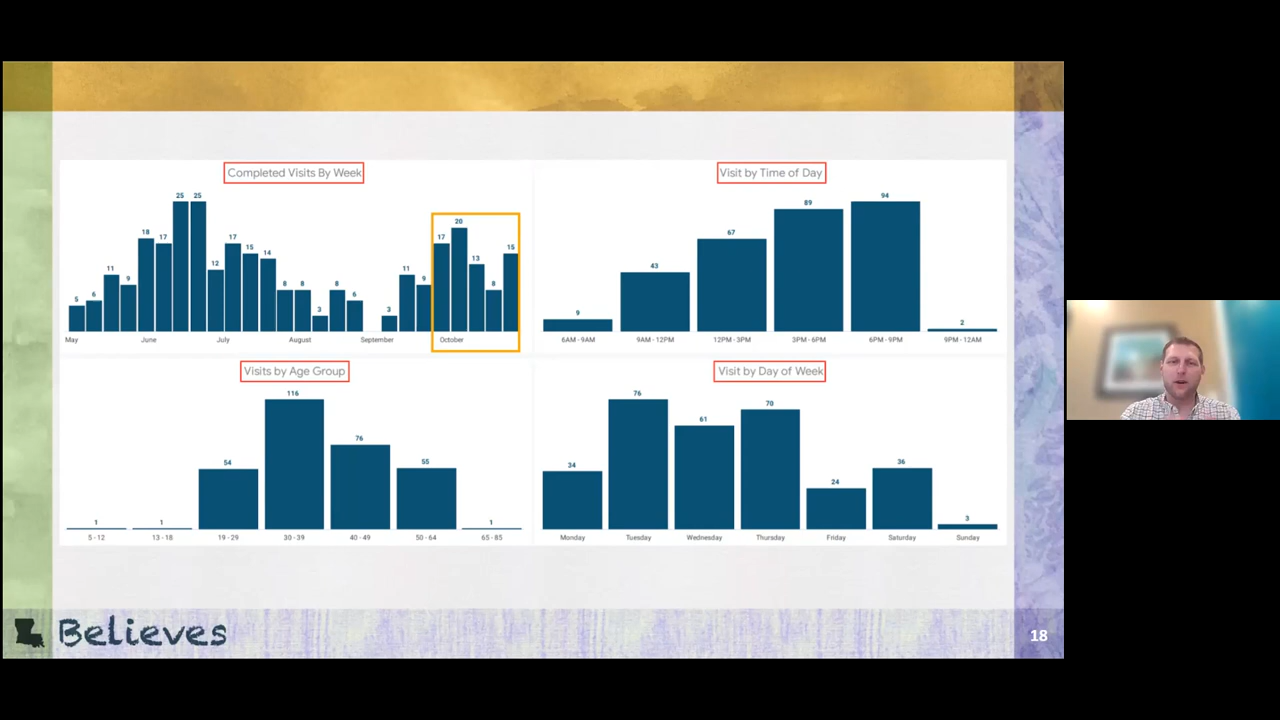 Completed Visits By Week
25 25
20
18 17 17 17
15 14 15
12 13
11 9 11 9
8 8 8 8
5 6 6
3 3
May June July August September October
Visit by Time of Day
94
89
67
43
9 2
6AM - 9AM 9AM - 12PM 12PM - 3PM 3PM - 6PM 6PM - 9PM 9PM - 12AM
Visits by Age Group
116
76
54 55
1 1 1
5 - 12 13 - 18 19 - 29 30 - 39 40 - 49 50 - 64 65 - 85
Visit by Day of Week
76
70
61
34 36
24
3
Monday Tuesday Wednesday Thursday Friday Saturday Sunday
Believes
18